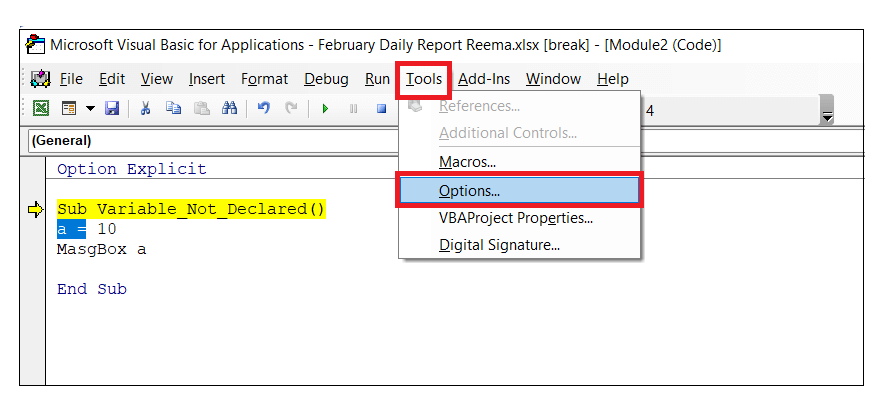 Microsoft Visual Basic for Applications - February Daily Report Reema.xlsx [break] - [Module2 (Code)]
File Edit View Insert Format Debug Run Tools Add-Ins Window Help
References...
4
Additional Controls...
(General)
Macros...
Option Explicit
Options...
Sub Variable_Not_Declared()
VBAProject Properties...
a = 10
Digital Signature...
MasgBox a
End Sub